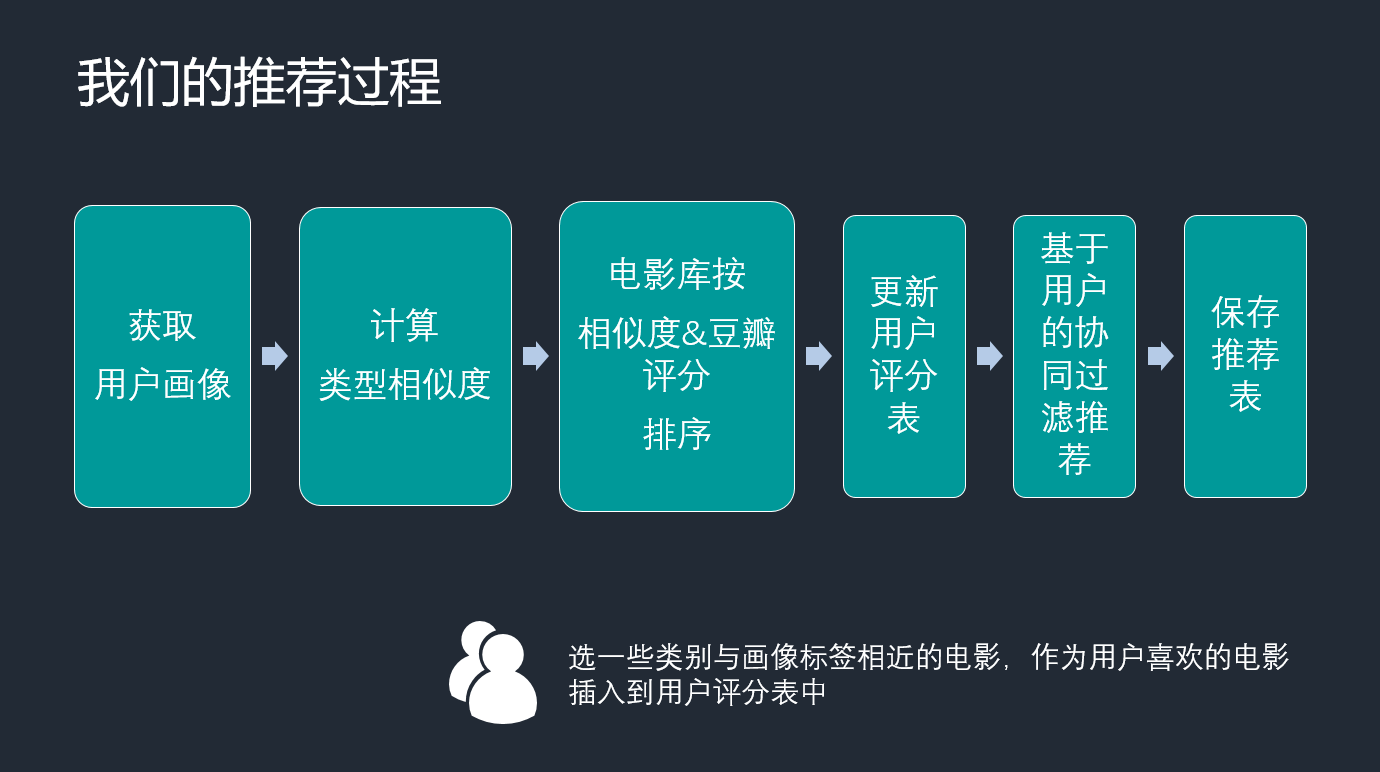 我们的推荐过程
获取
用户画像
计算
类型相似度
电影库按
相似度&豆瓣
评分
排序
更新
用户
评分
表
基于
用户
的协
同过
滤推
荐
保存
推荐
表
选一些类别与画像标签相近的电影，作为用户喜欢的电影
插入到用户评分表中